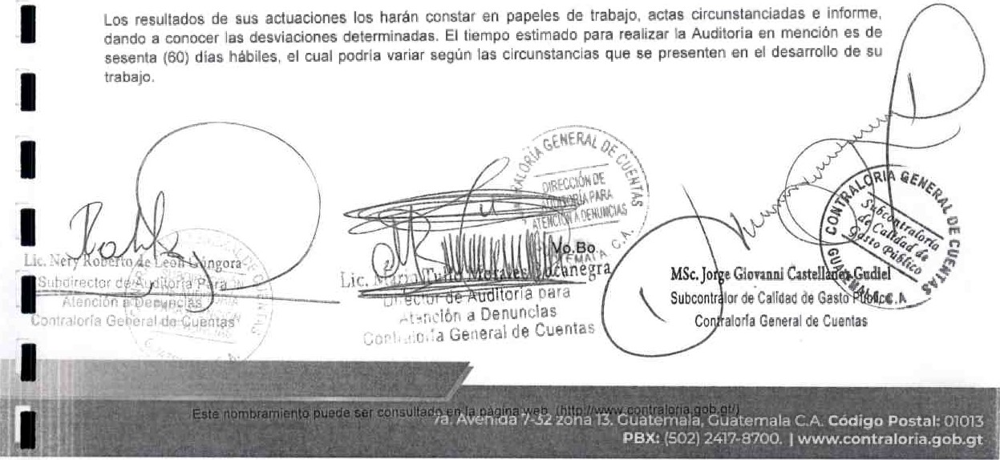 Los resultados de sus actuaciones los harán constar en papeles de trabajo, actas circunstanciadas e informe,
dando a conocer las desviaciones determinadas. El tiempo estimado para realizar la Auditoria en mención es de
sesenta (60) días hábiles, el cual podría variar según las circunstancias que se presenten en el desarrollo de su
trabajo.
Lic. Nery Roberto de León Góngora
Subdirector de Auditoría Para
Atención a Denuncias
Contraloría General de Cuentas
CONTRALORÍA GENERAL DE CUENTAS
DIRECCIÓN DE
AUDITORÍA PARA
ATENCIÓN A DENUNCIAS
GUATEMALA C.A.
Vo.Bo
Lic. Mario Morales Bocanegra
Director de Auditoría para
Atención a Denuncias
Contraloría General de Cuentas
CONTRALORIA GENERAL DE CUENTAS
Subcontraloría
de Calidad de
Gasto Público
GUATEMALA, C.A
MSc. Jorge Giovanni Castellanos Gudiel
Subcontralor de Calidad de Gasto Público
Contraloría General de Cuentas
Este nombramiento puede ser consultado en la página web (http://www.contraloria.gob.gt/)
7a. Avenida 7-32 zona 13. Guatemala, Guatemala C.A. Código Postal: 01013
PBX: (502) 2417-8700. | www.contraloria.gob.gt